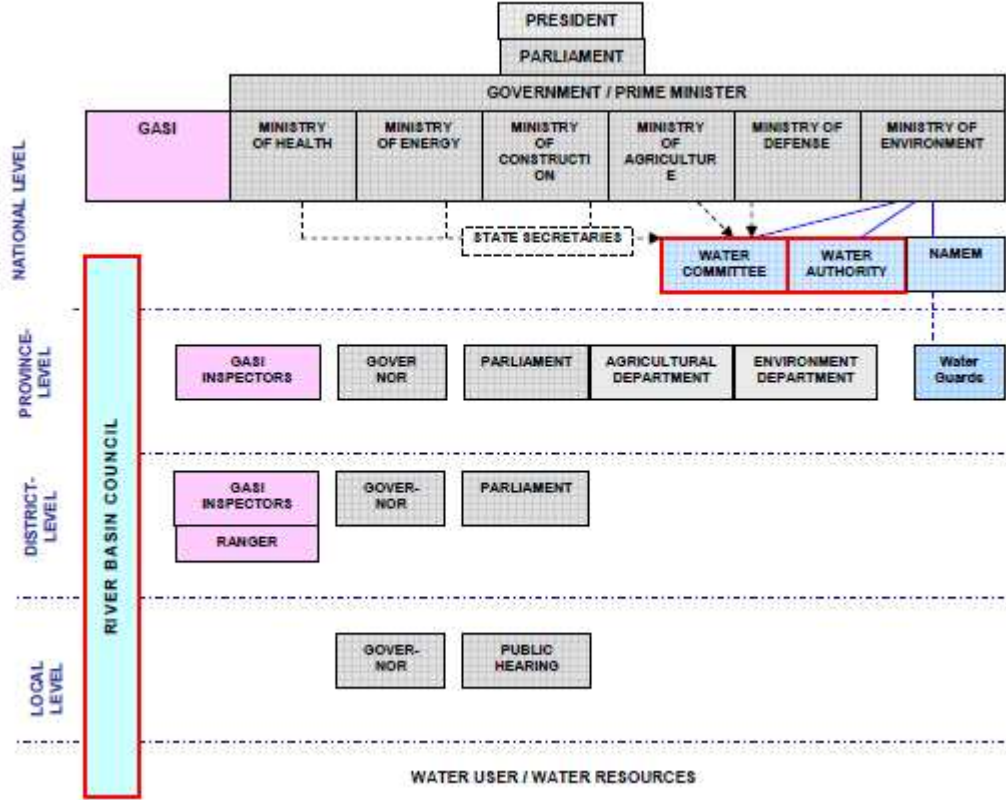 PRESIDENT
PARLIAMENT
GOVERNMENT / PRIME MINISTER
GASI
MINISTRY
OF HEALTH
MINISTRY
OF ENERGY
MINISTRY
OF
CONSTRUCTI
ON
MINISTRY
OF
AGRICULTUR
E
MINISTRY OF
DEFENSE
MINISTRY OF
ENVIRONMENT
NATIONAL LEVEL
STATE SECRETARIES
WATER
COMMITTEE
WATER
AUTHORITY
NAMEM
RIVER BASIN COUNCIL
PROVINCE-
LEVEL
GASI
INSPECTORS
GOVER
NOR
PARLIAMENT
AGRICULTURAL
DEPARTMENT
ENVIRONMENT
DEPARTMENT
Water
Guards
DISTRICT-
LEVEL
GASI
INSPECTORS
RANGER
GOVER-
NOR
PARLIAMENT
LOCAL
LEVEL
GOVER-
NOR
PUBLIC
HEARING
WATER USER / WATER RESOURCES